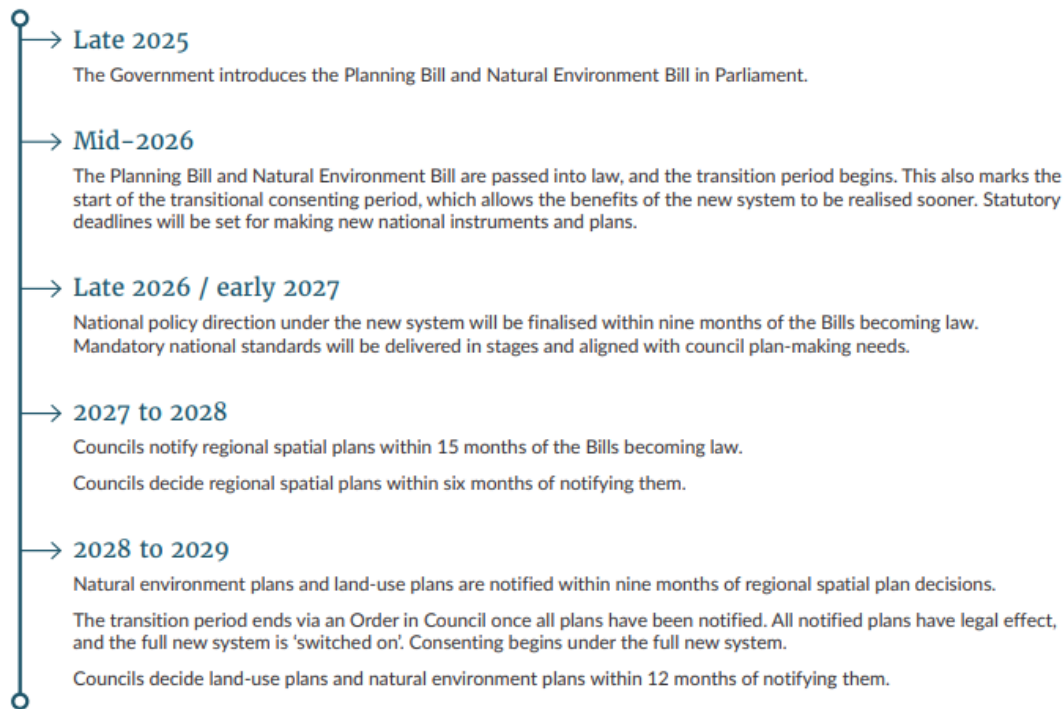 Late 2025
The Government introduces the Planning Bill and Natural Environment Bill in Parliament.
Mid-2026
The Planning Bill and Natural Environment Bill are passed into law, and the transition period begins. This also marks the
start of the transitional consenting period, which allows the benefits of the new system to be realised sooner. Statutory
deadlines will be set for making new national instruments and plans.
Late 2026 / early 2027
National policy direction under the new system will be finalised within nine months of the Bills becoming law.
Mandatory national standards will be delivered in stages and aligned with council plan-making needs.
2027 to 2028
Councils notify regional spatial plans within 15 months of the Bills becoming law.
Councils decide regional spatial plans within six months of notifying them.
2028 to 2029
Natural environment plans and land-use plans are notified within nine months of regional spatial plan decisions.
The transition period ends via an Order in Council once all plans have been notified. All notified plans have legal effect,
and the full new system is ‘switched on’. Consenting begins under the full new system.
Councils decide land-use plans and natural environment plans within 12 months of notifying them.